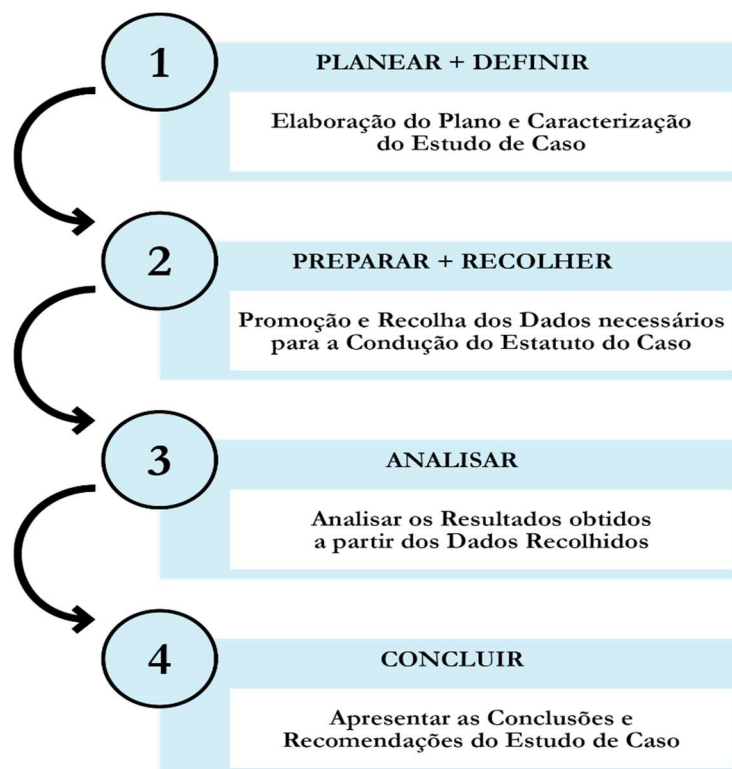 1
PLANEAR + DEFINIR
Elaboração do Plano e Caracterização
do Estudo de Caso
2
PREPARAR + RECOLHER
Promoção e Recolha dos Dados necessários
para a Condução do Estatuto do Caso
3
ANALISAR
Analisar os Resultados obtidos
a partir dos Dados Recolhidos
4
CONCLUIR
Apresentar as Conclusões e
Recomendações do Estudo de Caso